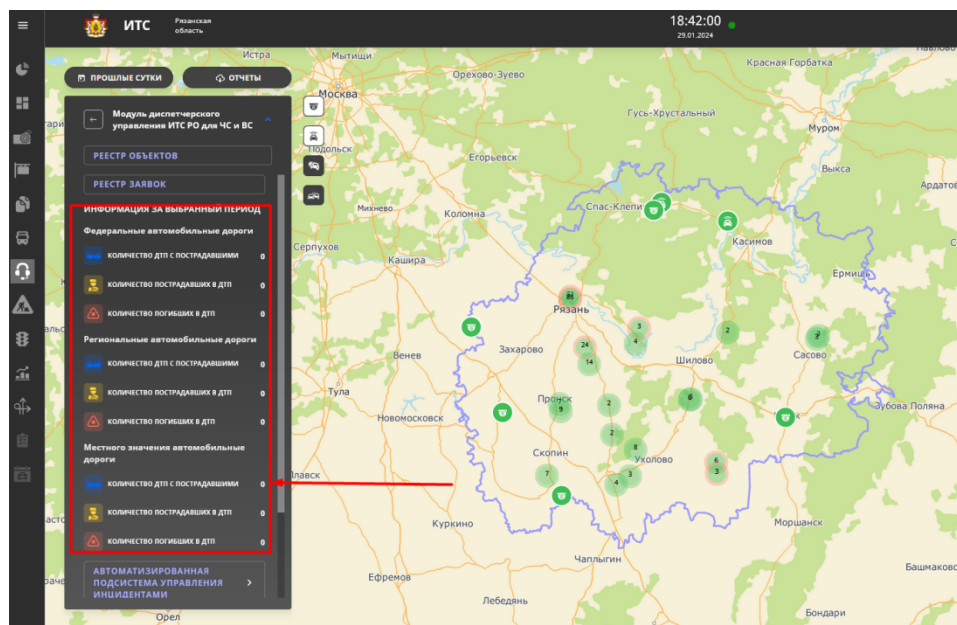 ИТС
Рязанская
область
18:42:00
29.01.2024
ПРОШЛЫЕ СУТКИ
ОТЧЕТЫ
Модуль диспетчерского
управления ИТС РО для ЧС и ВС
РЕЕСТР ОБЪЕКТОВ
РЕЕСТР ЗАЯВОК
ИНФОРМАЦИЯ ЗА ВЫБРАННЫЙ ПЕРИОД
Федеральные автомобильные дороги
КОЛИЧЕСТВО ДТП С ПОСТРАДАВШИМИ 0
КОЛИЧЕСТВО ПОСТРАДАВШИХ В ДТП 0
КОЛИЧЕСТВО ПОГИБШИХ В ДТП 0
Региональные автомобильные дороги
КОЛИЧЕСТВО ДТП С ПОСТРАДАВШИМИ 0
КОЛИЧЕСТВО ПОСТРАДАВШИХ В ДТП 0
КОЛИЧЕСТВО ПОГИБШИХ В ДТП 0
Местного значения автомобильные
дороги
КОЛИЧЕСТВО ДТП С ПОСТРАДАВШИМИ 0
КОЛИЧЕСТВО ПОСТРАДАВШИХ В ДТП 0
КОЛИЧЕСТВО ПОГИБШИХ В ДТП 0
АВТОМАТИЗИРОВАННАЯ
ПОДСИСТЕМА УПРАВЛЕНИЯ
ИНЦИДЕНТАМИ
Истра
Мытищи
Красная Горбатка
Орехово-Зуево
Москва
Гусь-Хрустальный
Муром
Подольск
Егорьевск
Выкса
Ардатов
Михнево
Коломна
Спас-Клепи
Серпухов
Касимов
Кашира
Рязань
3
4
2
24
14
Захарово
Венев
Шилово
Сасово
Тула
Пронск
9
2
Зубова Поляна
Новомосковск
2
8
Скопин
Ухолово
6
3
7
3
4
Плавск
Куркино
Моршанск
Чаплыгин
Башмаково
Ефремов
Лебедянь
Бондари
Орел